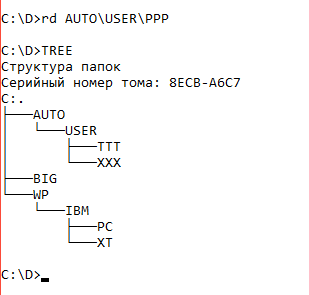 C:\D>rd AUTO\USER\PPP
C:\D>TREE
Структура папок
Серийный номер тома: 8ECB-A6C7
C:.
├───AUTO
│   └───USER
│       ├───TTT
│       └───XXX
├───BIG
└───WP
    └───IBM
        ├───PC
        └───XT
C:\D>